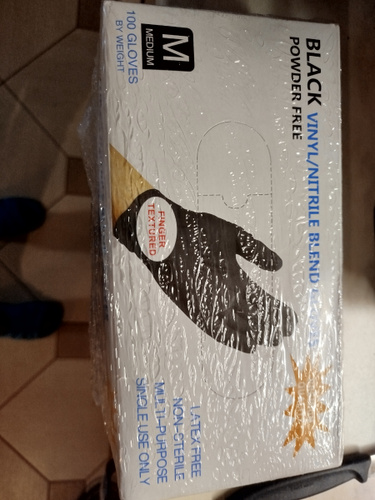 BLACK VINYL/NITRILE BLEND
POWDER FREE
M
MEDIUM
100 GLOVES
BY WEIGHT
FINGER
TEXTURED
LATEX FREE
NON-STERILE
MULTI-PURPOSE
SINGLE USE ONLY